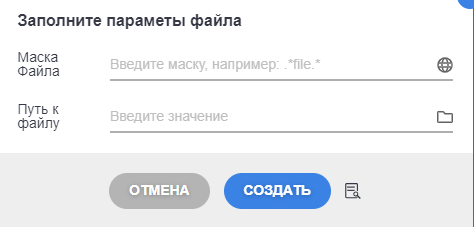 Заполните параметры файла
Маска
Файла
Введите маску, например: .*file.*
Путь к
файлу
Введите значение
ОТМЕНА
СОЗДАТЬ